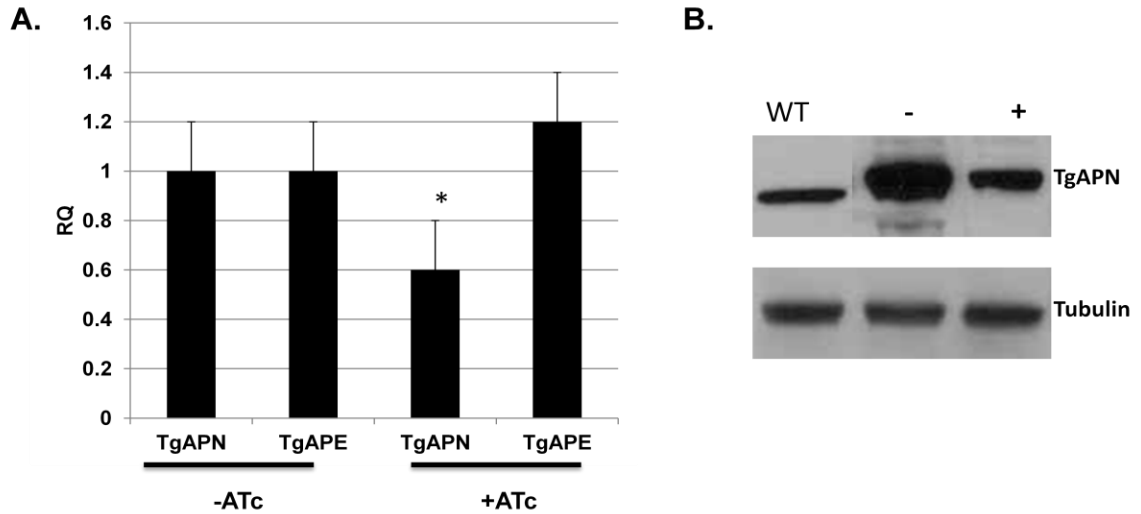 A.
B.
1.6
1.4
1.2
1
0.8
0.6
0.4
0.2
0
RQ
*
TgAPN TgAPE TgAPN TgAPE
-ATc +ATc
WT - +
TgAPN
Tubulin